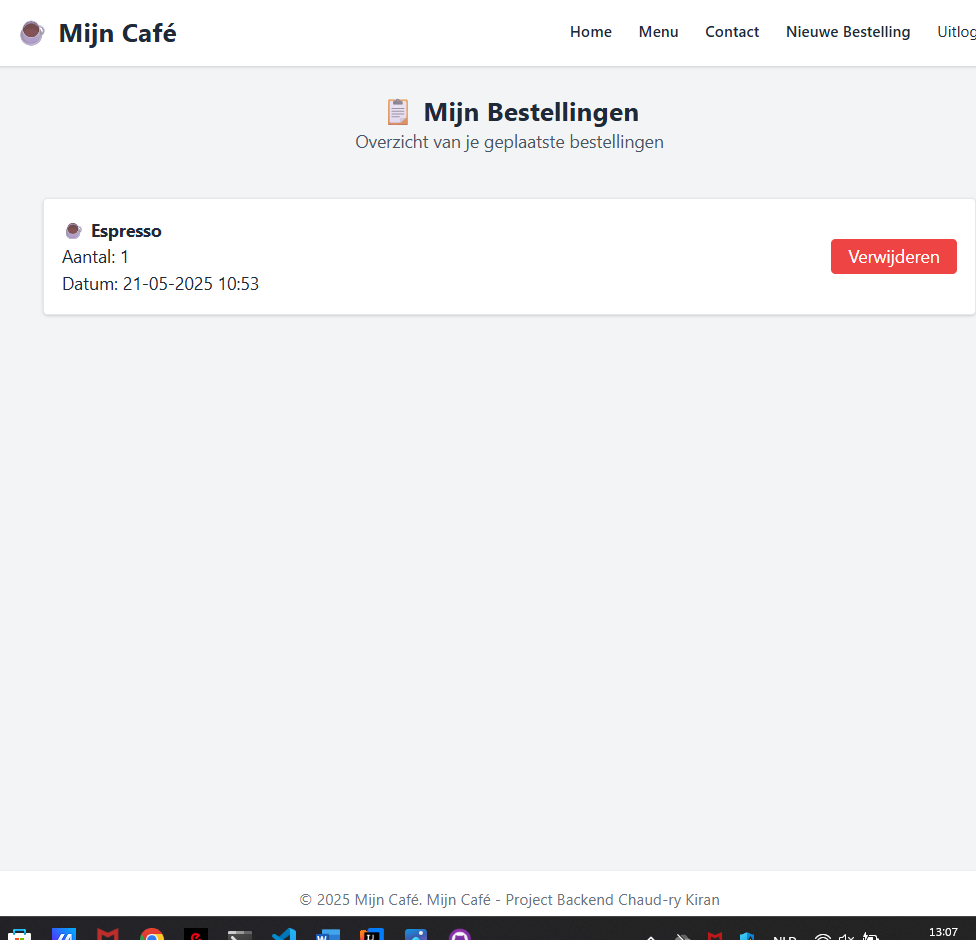 Mijn Café
Home Menu Contact Nieuwe Bestelling
Mijn Bestellingen
Overzicht van je geplaatste bestellingen
Espresso
Aantal: 1
Datum: 21-05-2025 10:53
Verwijderen
© 2025 Mijn Café. Mijn Café - Project Backend Chaud-ry Kiran
13:07